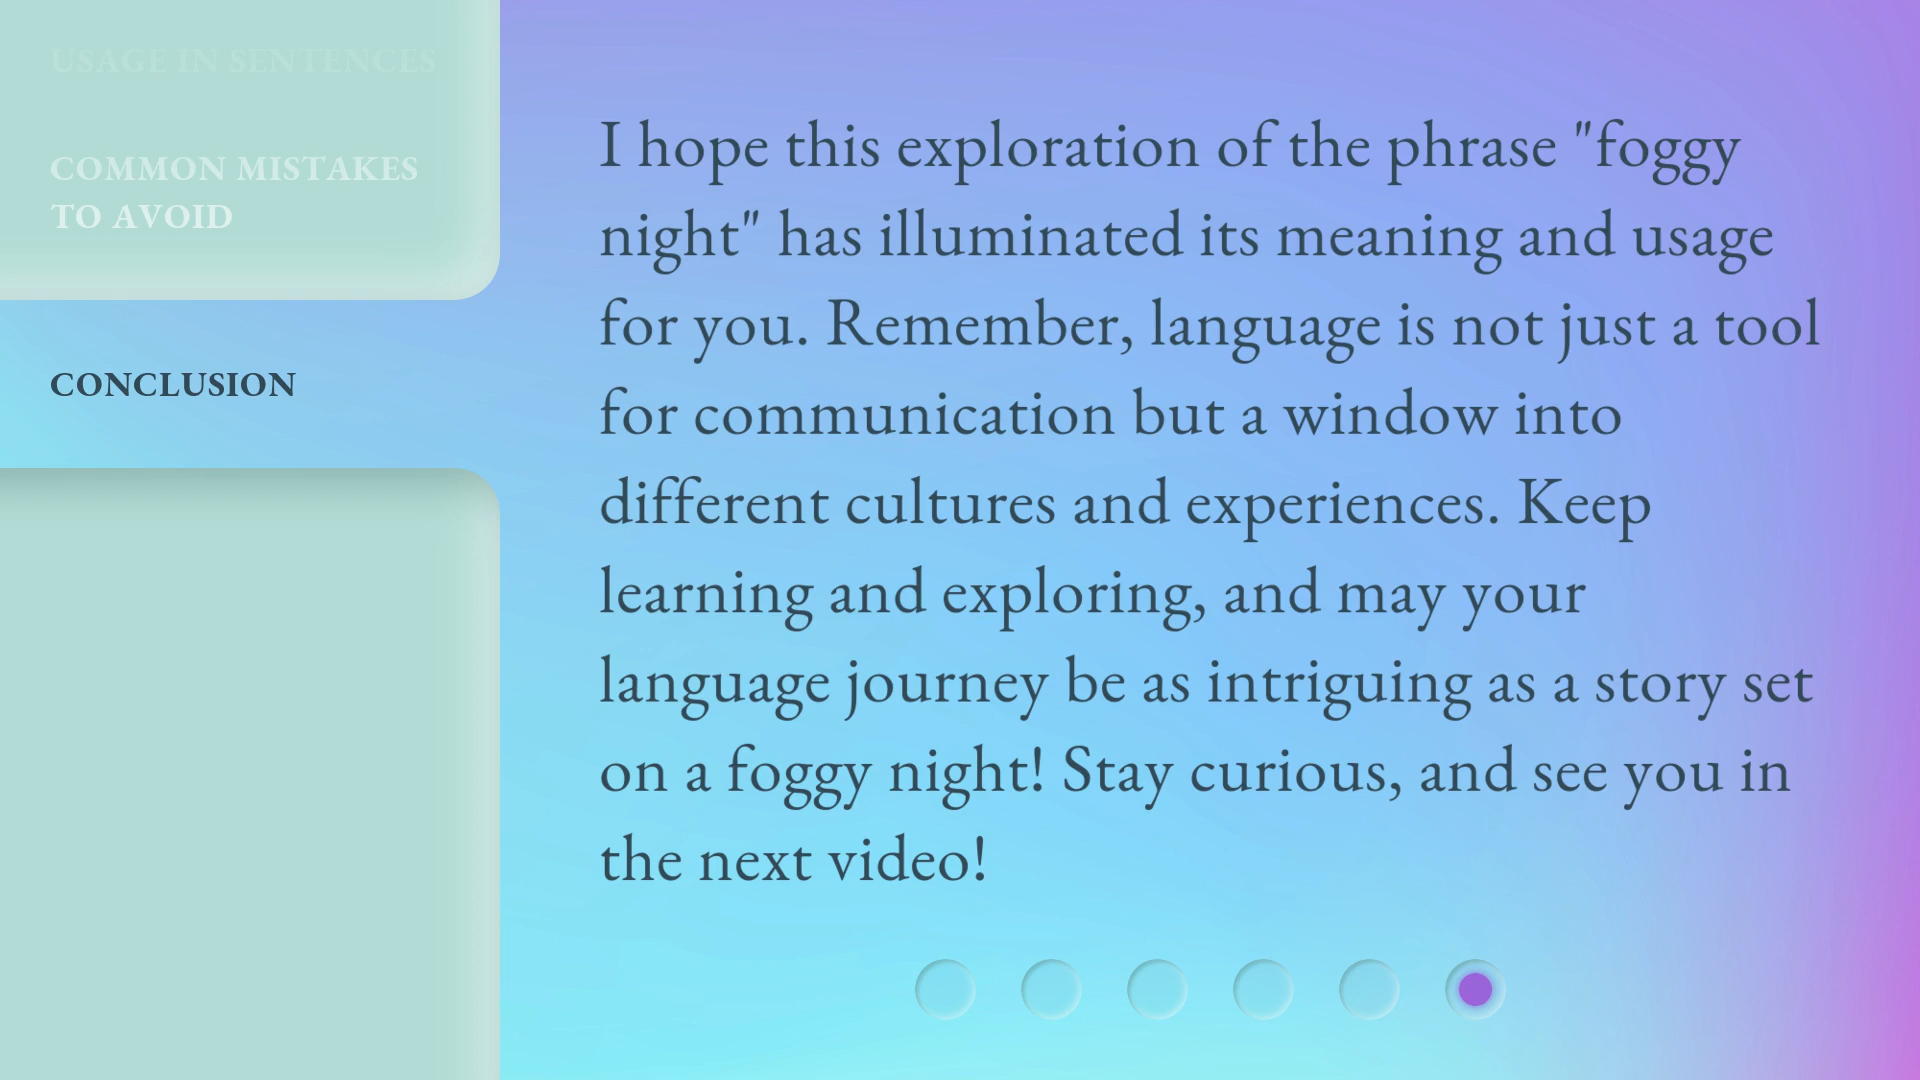 USAGE IN SENTENCES
COMMON MISTAKES
TO AVOID
CONCLUSION
I hope this exploration of the phrase "foggy
night" has illuminated its meaning and usage
for you. Remember, language is not just a tool
for communication but a window into
different cultures and experiences. Keep
learning and exploring, and may your
language journey be as intriguing as a story set
on a foggy night! Stay curious, and see you in
the next video!